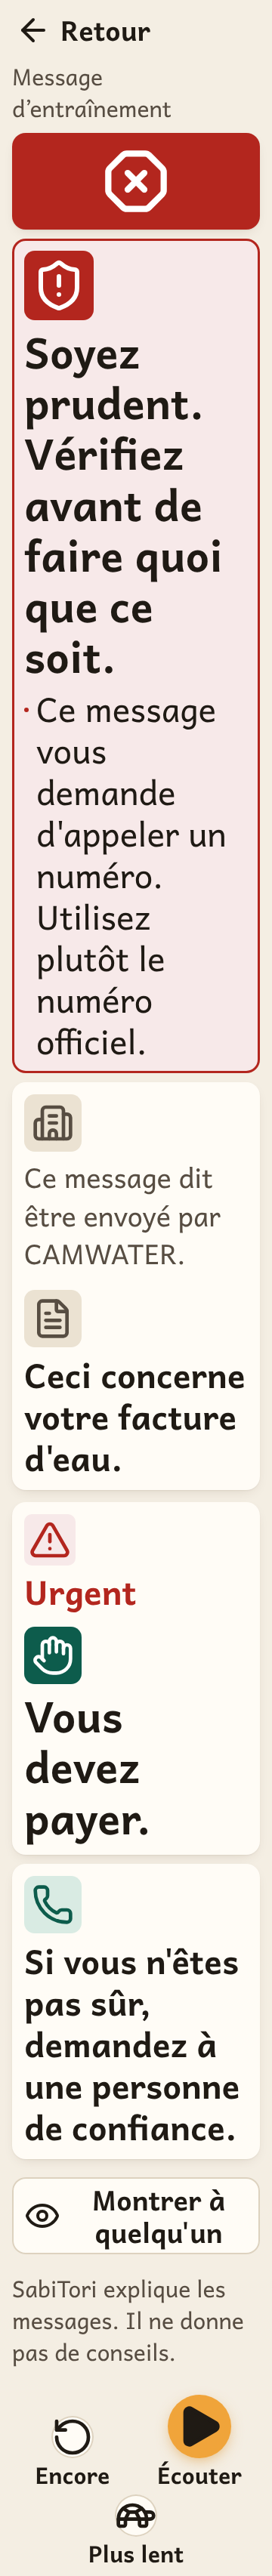 Retour
Message
d’entraînement
Soyez
prudent.
Vérifiez
avant de
faire quoi
que ce
soit.
· Ce message
vous
demande
d'appeler un
numéro.
Utilisez
plutôt le
numéro
officiel.
Ce message dit
être envoyé par
CAMWATER.
Ceci concerne
votre facture
d'eau.
Urgent
Vous
devez
payer.
Si vous n'êtes
pas sûr,
demandez à
une personne
de confiance.
Montrer à
quelqu'un
SabiTori explique les
messages. Il ne donne
pas de conseils.
Encore
Écouter
Plus lent